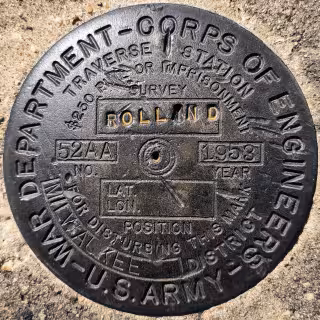 WAR DEPARTMENT-CORPS OF ENGINEERS-U.S. ARMY-
TRAVERSE STATION
$250 FINE OR IMPRISONMENT
SURVEY
ROLLIND
52AA 1958
NO. YEAR
LAT.
LON.
POSITION
FOR DISTURBING THIS MARK
MILWAUKEE DISTRICT